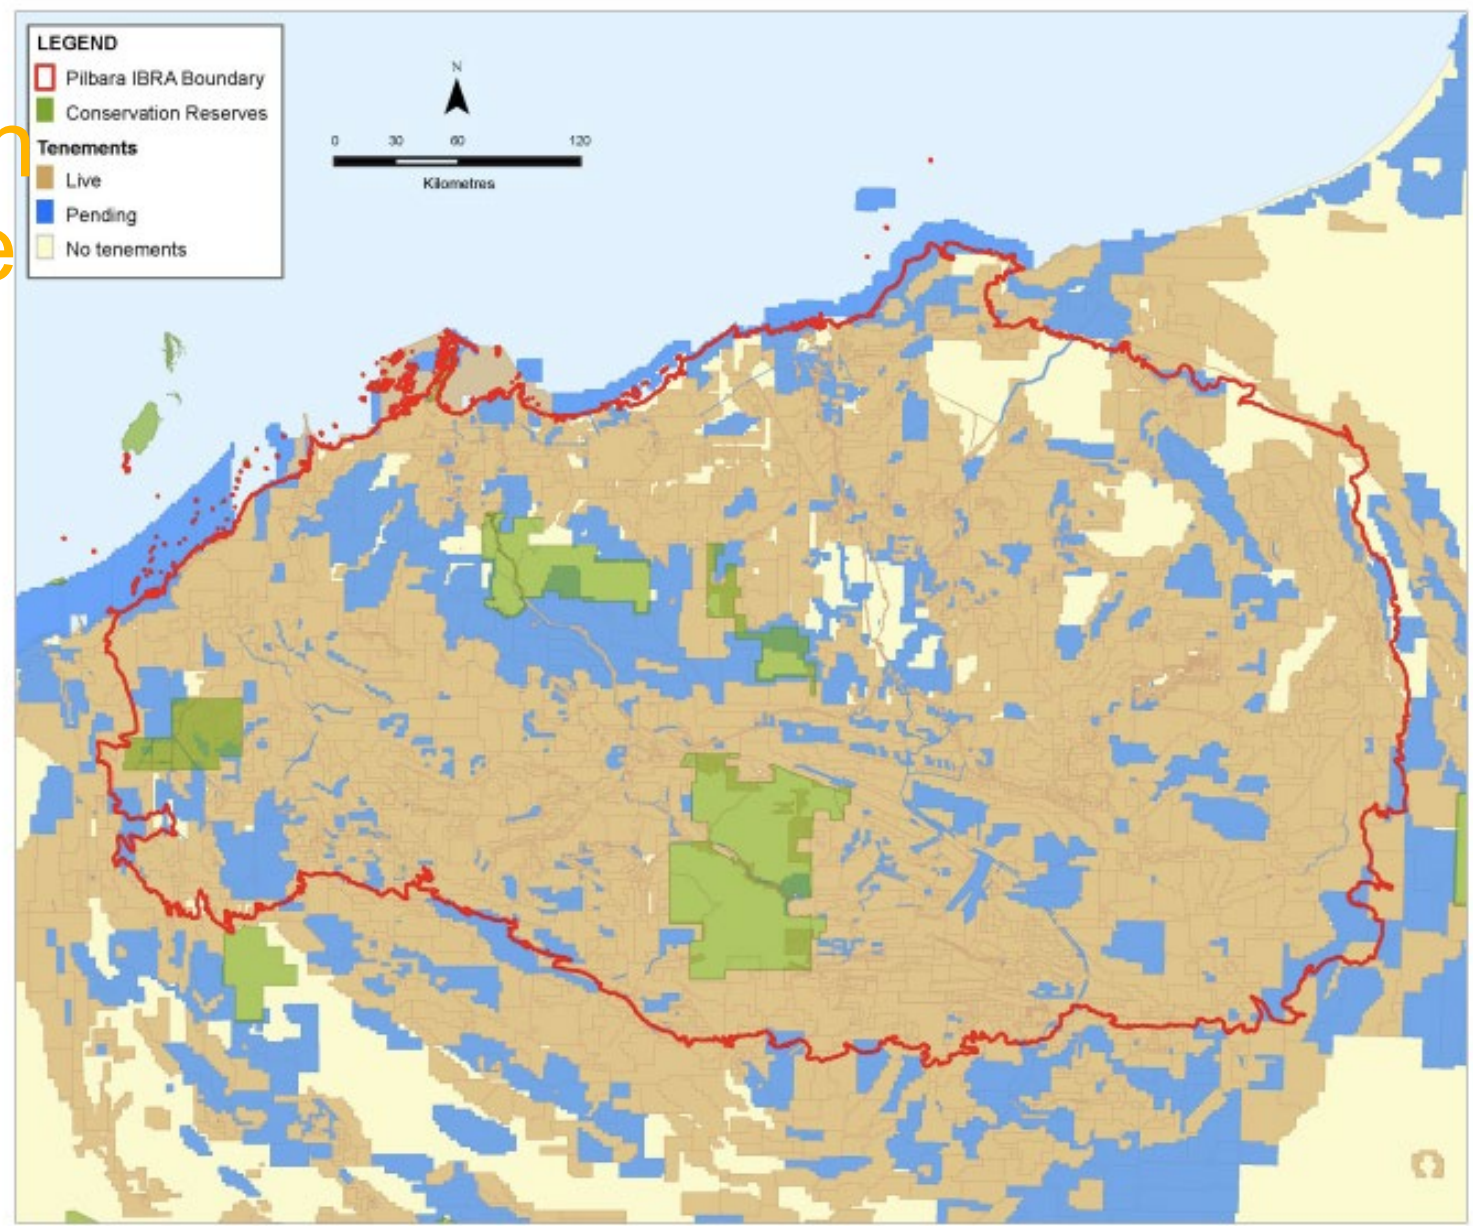 LEGEND
Pilbara IBRA Boundary
Conservation Reserves
n
Tenements
Live
Pending
e
No tenements
N
0 30 60 120
Kilometres